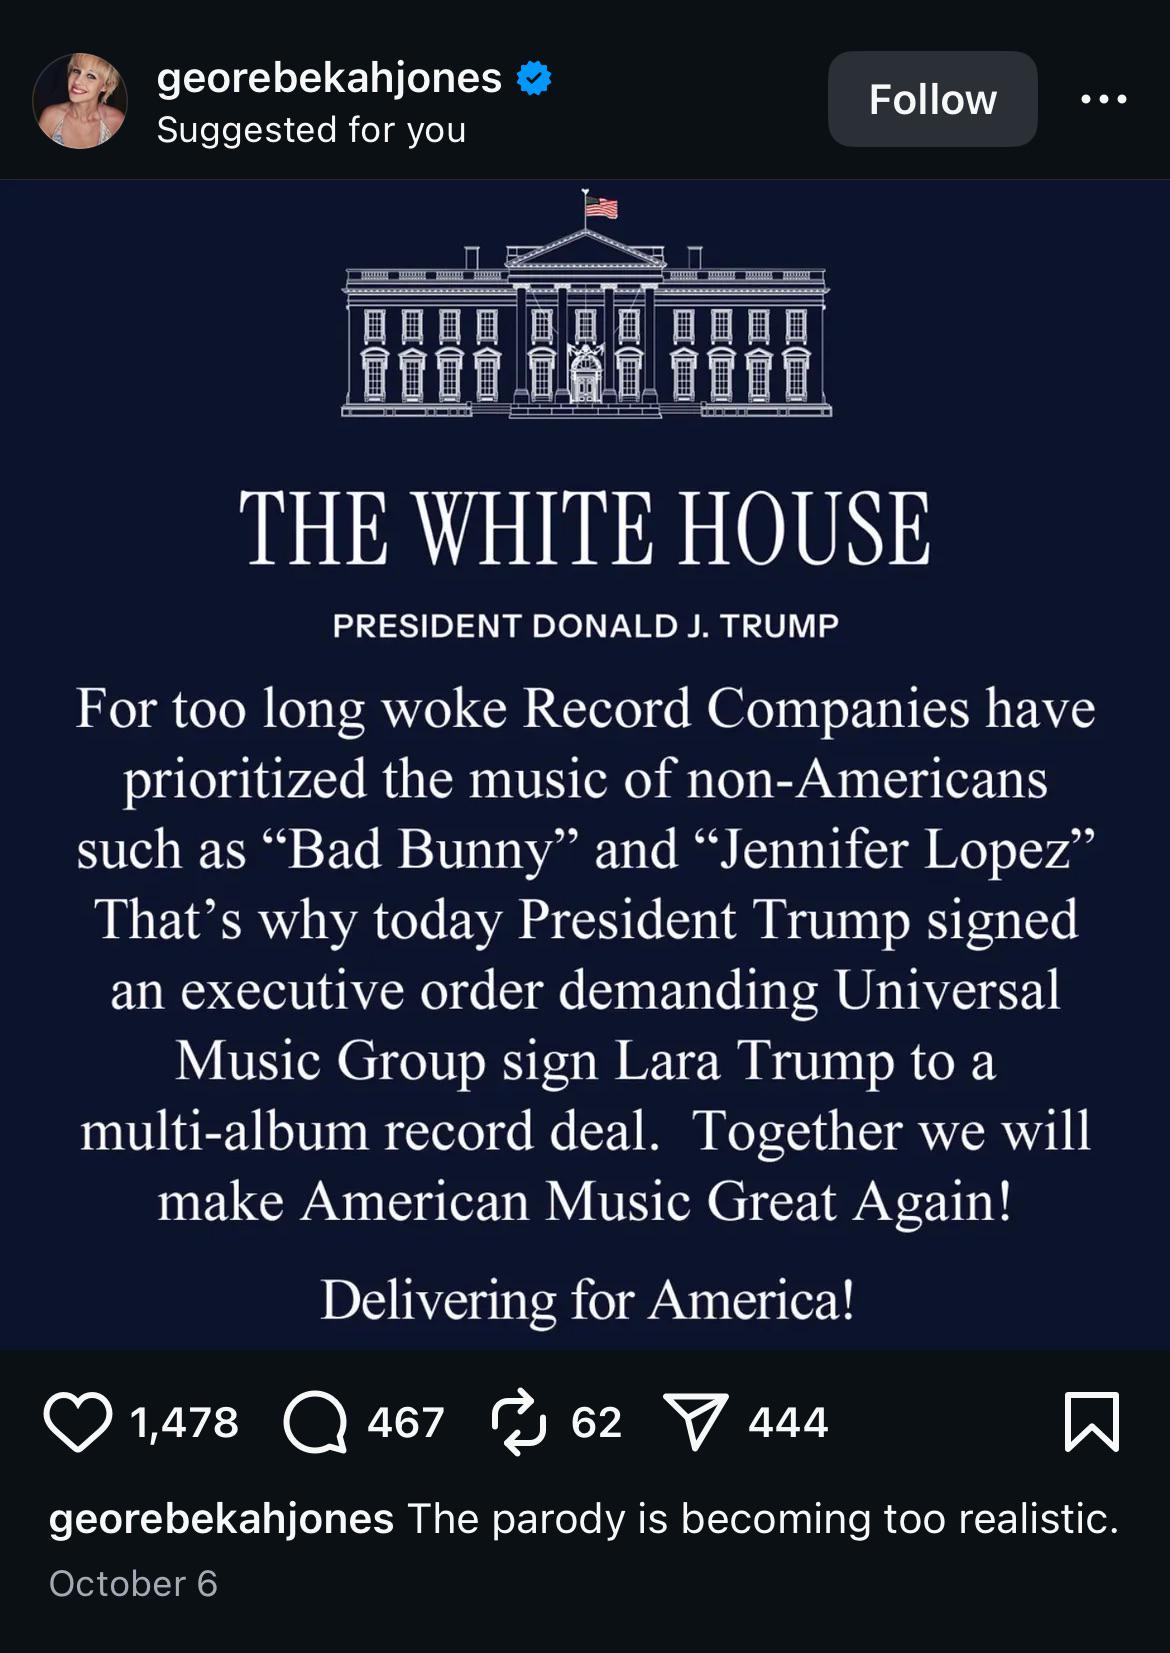 georebekahjones
Suggested for you
Follow
THE WHITE HOUSE
PRESIDENT DONALD J. TRUMP
For too long woke Record Companies have
prioritized the music of non-Americans
such as “Bad Bunny” and “Jennifer Lopez”
That’s why today President Trump signed
an executive order demanding Universal
Music Group sign Lara Trump to a
multi-album record deal.  Together we will
make American Music Great Again!
Delivering for America!
1,478 467 62 444
georebekahjones The parody is becoming too realistic.
October 6